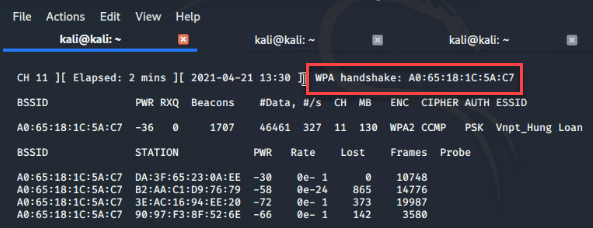 File Actions Edit View Help
kali@kali: ~ kali@kali: ~ kali@kali: ~
CH 11 ][ Elapsed: 2 mins ][ 2021-04-21 13:30 ][ WPA handshake: A0:65:18:1C:5A:C7
BSSID PWR RXQ Beacons #Data, #/s CH MB ENC CIPHER AUTH ESSID
A0:65:18:1C:5A:C7 -36 0 1707 46461 327 11 130 WPA2 CCMP PSK Vnpt_Hung Loan
BSSID STATION PWR Rate Lost Frames Probe
A0:65:18:1C:5A:C7 DA:3F:65:23:0A:EE -30 0e- 1 0 10748
A0:65:18:1C:5A:C7 B2:AA:C1:D9:76:79 -58 0e-24 865 14776
A0:65:18:1C:5A:C7 3E:AC:16:94:EE:20 -72 0e- 1 373 19987
A0:65:18:1C:5A:C7 90:97:F3:8F:52:6E -66 0e- 1 142 3580